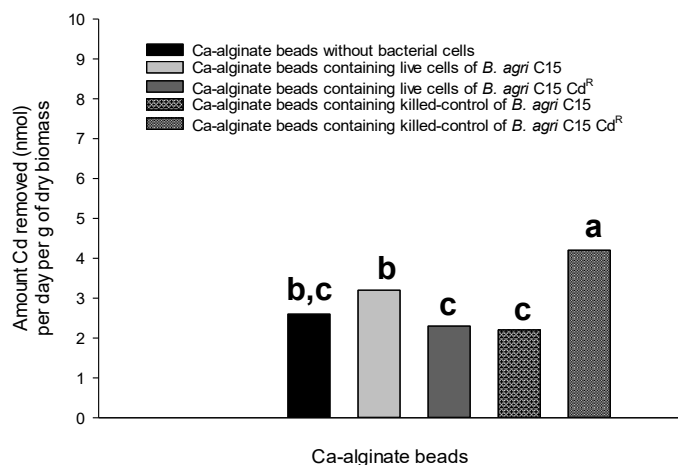 10
9
8
7
6
5
4
3
2
1
0
Amount Cd removed (nmol)
per day per g of dry biomass
Ca-alginate beads without bacterial cells
Ca-alginate beads containing live cells of B. agri C15
Ca-alginate beads containing live cells of B. agri C15 Cd^R
Ca-alginate beads containing killed-control of B. agri C15
Ca-alginate beads containing killed-control of B. agri C15 Cd^R
b,c
b
c
c
a
Ca-alginate beads